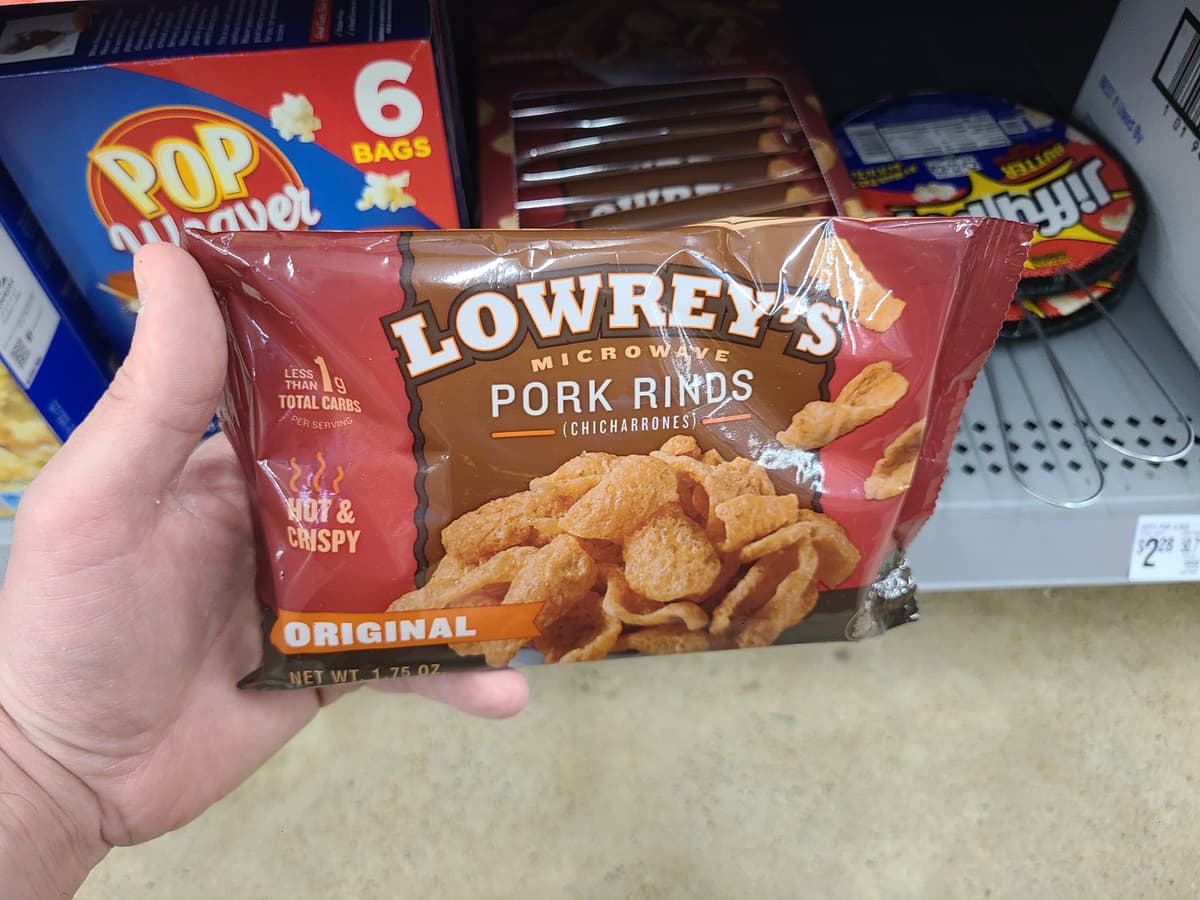 6
BAGS
POP
Weaver
LOWREY'S
MICROWAVE
PORK RINDS
(CHICHARRONES)
LESS
THAN 1g
TOTAL CARBS
PER SERVING
HOT &
CRISPY
ORIGINAL
NET WT. 1.75 OZ
BUTTER
Jiffy
$2.28